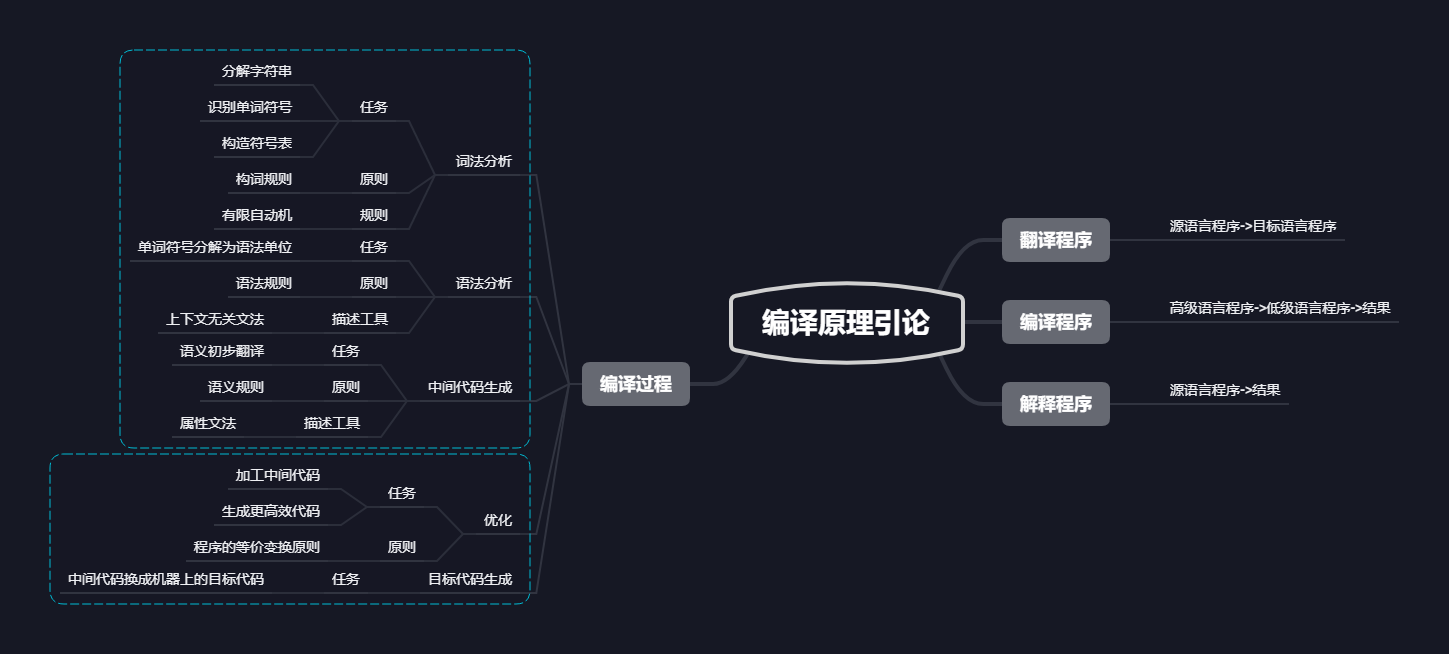 编译原理引论
翻译程序
源语言程序->目标语言程序
编译程序
高级语言程序->低级语言程序->结果
解释程序
源语言程序->结果
编译过程
词法分析
任务
分解字符串
识别单词符号
构造符号表
原则
构词规则
规则
有限自动机
语法分析
任务
单词符号分解为语法单位
原则
语法规则
描述工具
上下文无关文法
中间代码生成
任务
语义初步翻译
原则
语义规则
描述工具
属性文法
优化
任务
加工中间代码
生成更高效代码
原则
程序的等价变换原则
目标代码生成
任务
中间代码换成机器上的目标代码